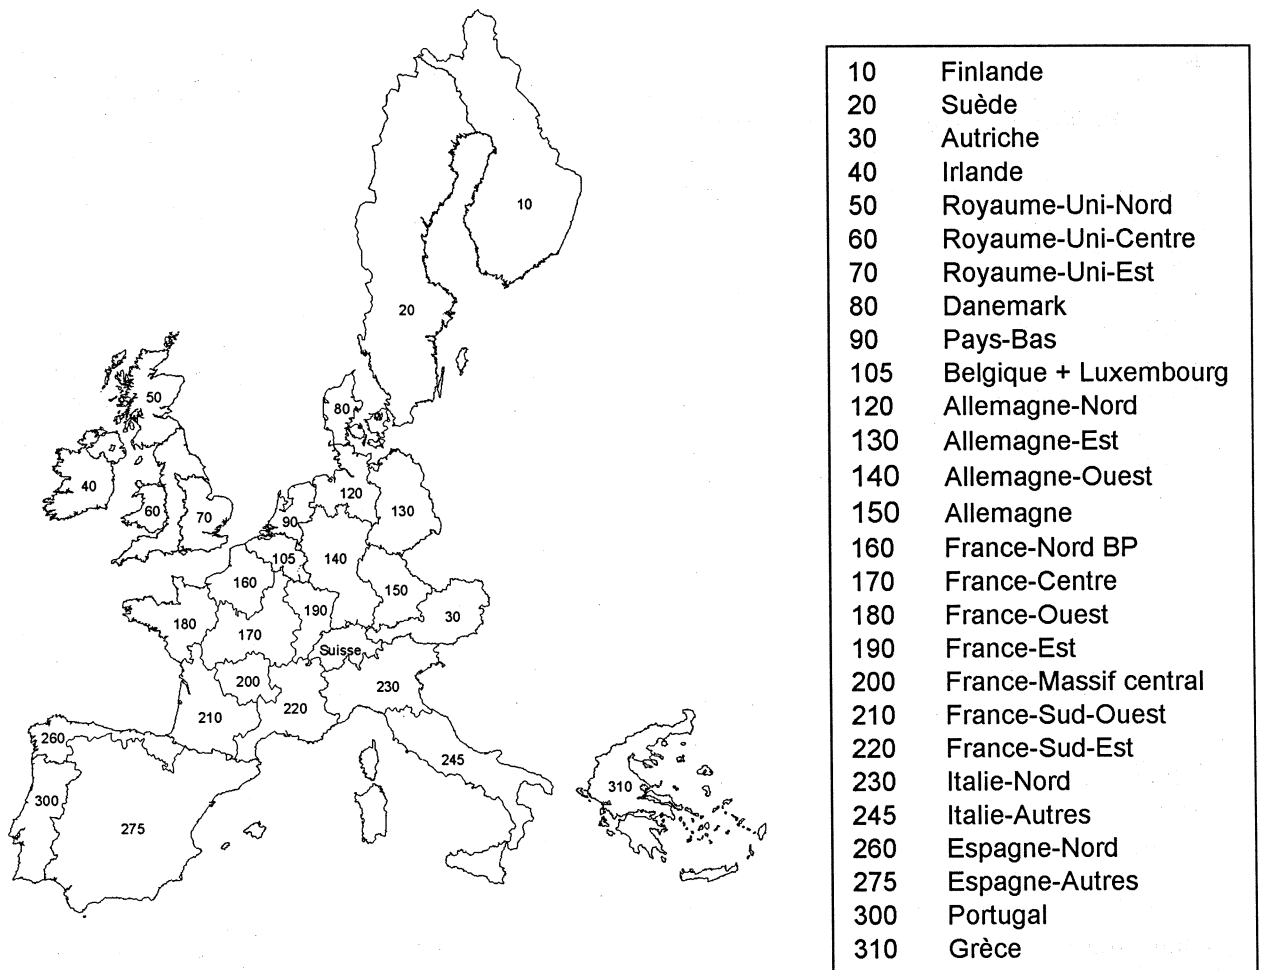 10
20
50
80
40
60
70
120
90
130
105
140
160
150
190
30
180
170
Suisse
200
230
220
210
260
245
310
300
275
10 Finlande
20 Suède
30 Autriche
40 Irlande
50 Royaume-Uni-Nord
60 Royaume-Uni-Centre
70 Royaume-Uni-Est
80 Danemark
90 Pays-Bas
105 Belgique + Luxembourg
120 Allemagne-Nord
130 Allemagne-Est
140 Allemagne-Ouest
150 Allemagne
160 France-Nord BP
170 France-Centre
180 France-Ouest
190 France-Est
200 France-Massif central
210 France-Sud-Ouest
220 France-Sud-Est
230 Italie-Nord
245 Italie-Autres
260 Espagne-Nord
275 Espagne-Autres
300 Portugal
310 Grèce